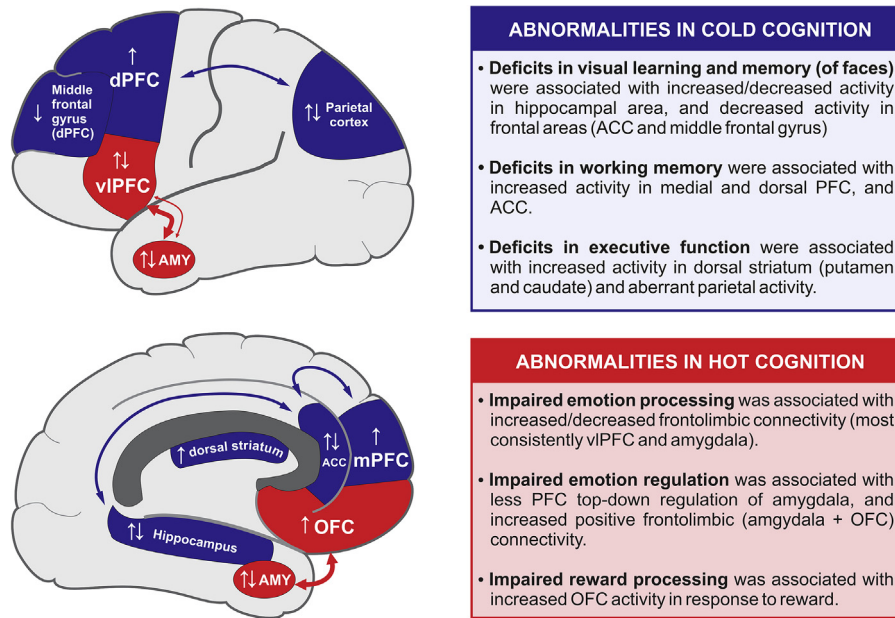 ↑
dPFC
Middle
frontal
gyrus
(dPFC)
↓
↑↓ Parietal
cortex
↑↓
vlPFC
↑↓ AMY
ABNORMALITIES IN COLD COGNITION
• Deficits in visual learning and memory (of faces)
were associated with increased/decreased activity
in hippocampal area, and decreased activity in
frontal areas (ACC and middle frontal gyrus)
• Deficits in working memory were associated with
increased activity in medial and dorsal PFC, and
ACC.
• Deficits in executive function were associated
with increased activity in dorsal striatum (putamen
and caudate) and aberrant parietal activity.
↑ dorsal striatum
↑↓
ACC
↑
mPFC
↑ OFC
↑↓ Hippocampus
↑↓ AMY
ABNORMALITIES IN HOT COGNITION
• Impaired emotion processing was associated with
increased/decreased frontolimbic connectivity (most
consistently vlPFC and amygdala).
• Impaired emotion regulation was associated with
less PFC top-down regulation of amygdala, and
increased positive frontolimbic (amgydala + OFC)
connectivity.
• Impaired reward processing was associated with
increased OFC activity in response to reward.